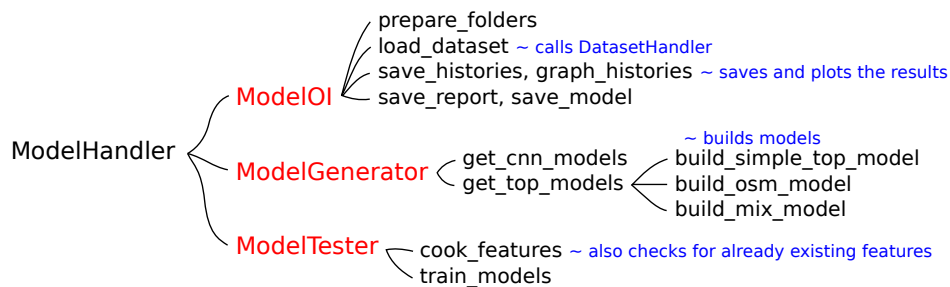 prepare_folders
load_dataset ~ calls DatasetHandler
save_histories, graph_histories ~ saves and plots the results
ModelOI
save_report, save_model
~ builds models
ModelHandler
get_cnn_models
build_simple_top_model
ModelGenerator
get_top_models
build_osm_model
build_mix_model
ModelTester
cook_features ~ also checks for already existing features
train_models